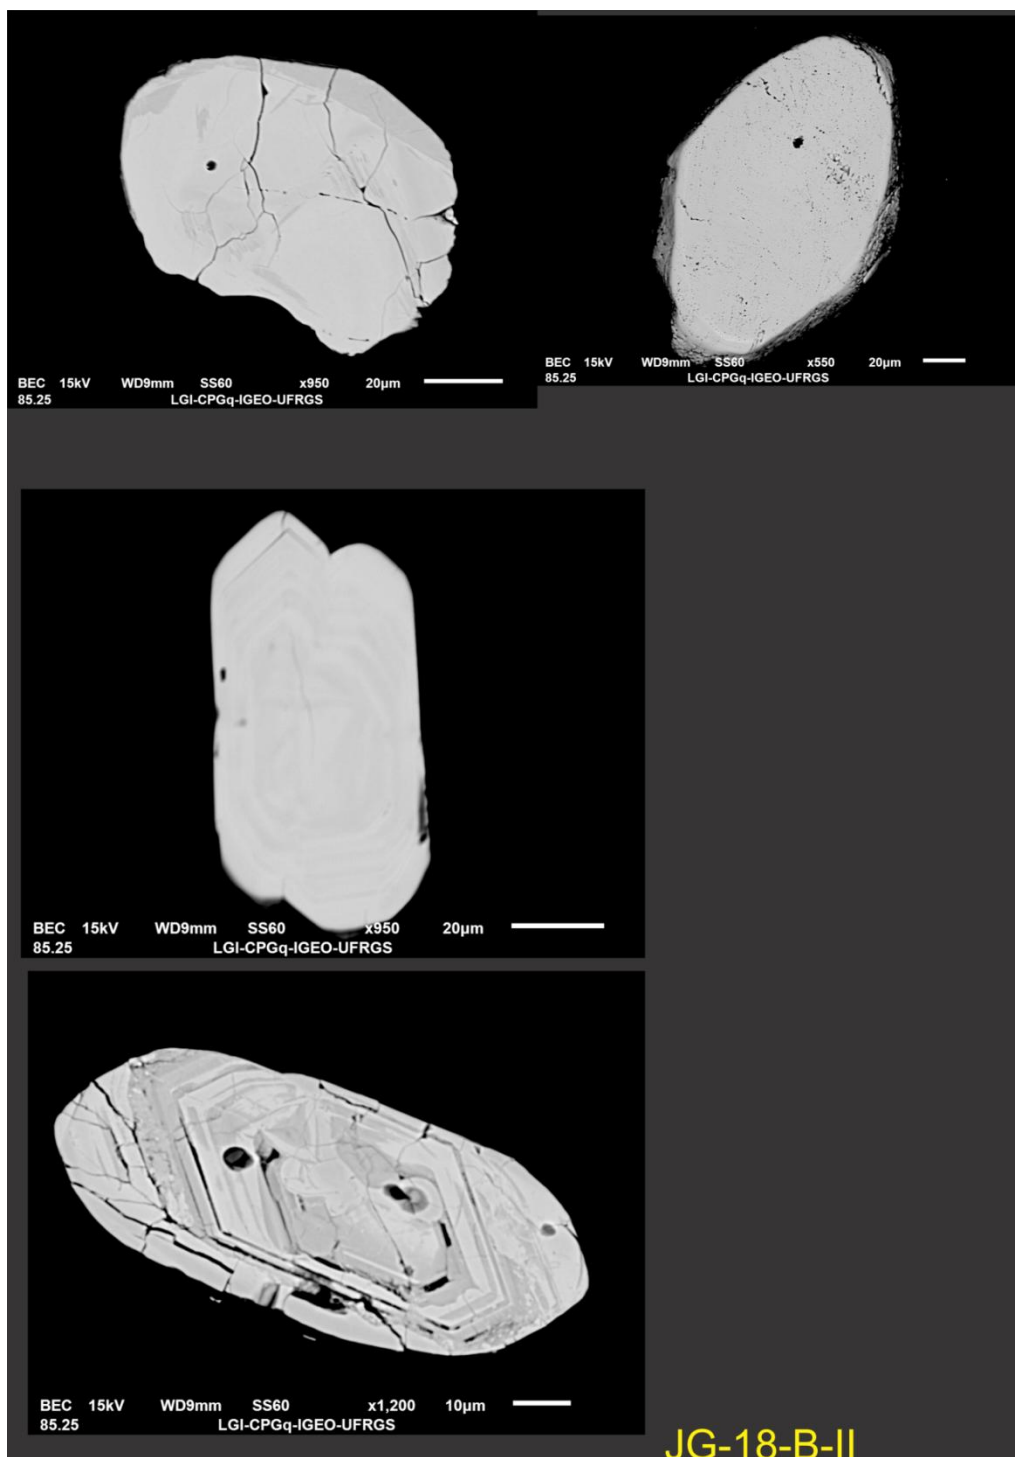 BEC 15kV WD9mm SS60 x950 20µm
85.25 LGI-CPGq-IGEO-UFRGS
BEC 15kV WD9mm SS60 x550 20µm
85.25 LGI-CPGq-IGEO-UFRGS
BEC 15kV WD9mm SS60 x950 20µm
85.25 LGI-CPGq-IGEO-UFRGS
BEC 15kV WD9mm SS60 x1,200 10µm
85.25 LGI-CPGq-IGEO-UFRGS
JG-18-B-II